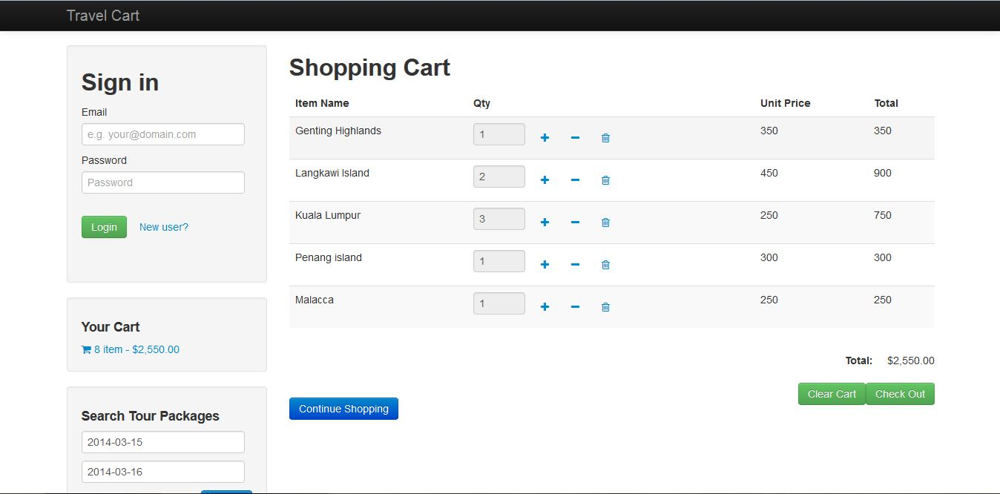 Travel Cart
Sign in
Email
e.g. your@domain.com
Password
Password
Login New user?
Your Cart
8 item - $2,550.00
Search Tour Packages
2014-03-15
2014-03-16
Shopping Cart
Item Name Qty Unit Price Total
Genting Highlands 1 350 350
Langkawi Island 2 450 900
Kuala Lumpur 3 250 750
Penang island 1 300 300
Malacca 1 250 250
Total: $2,550.00
Clear Cart Check Out
Continue Shopping